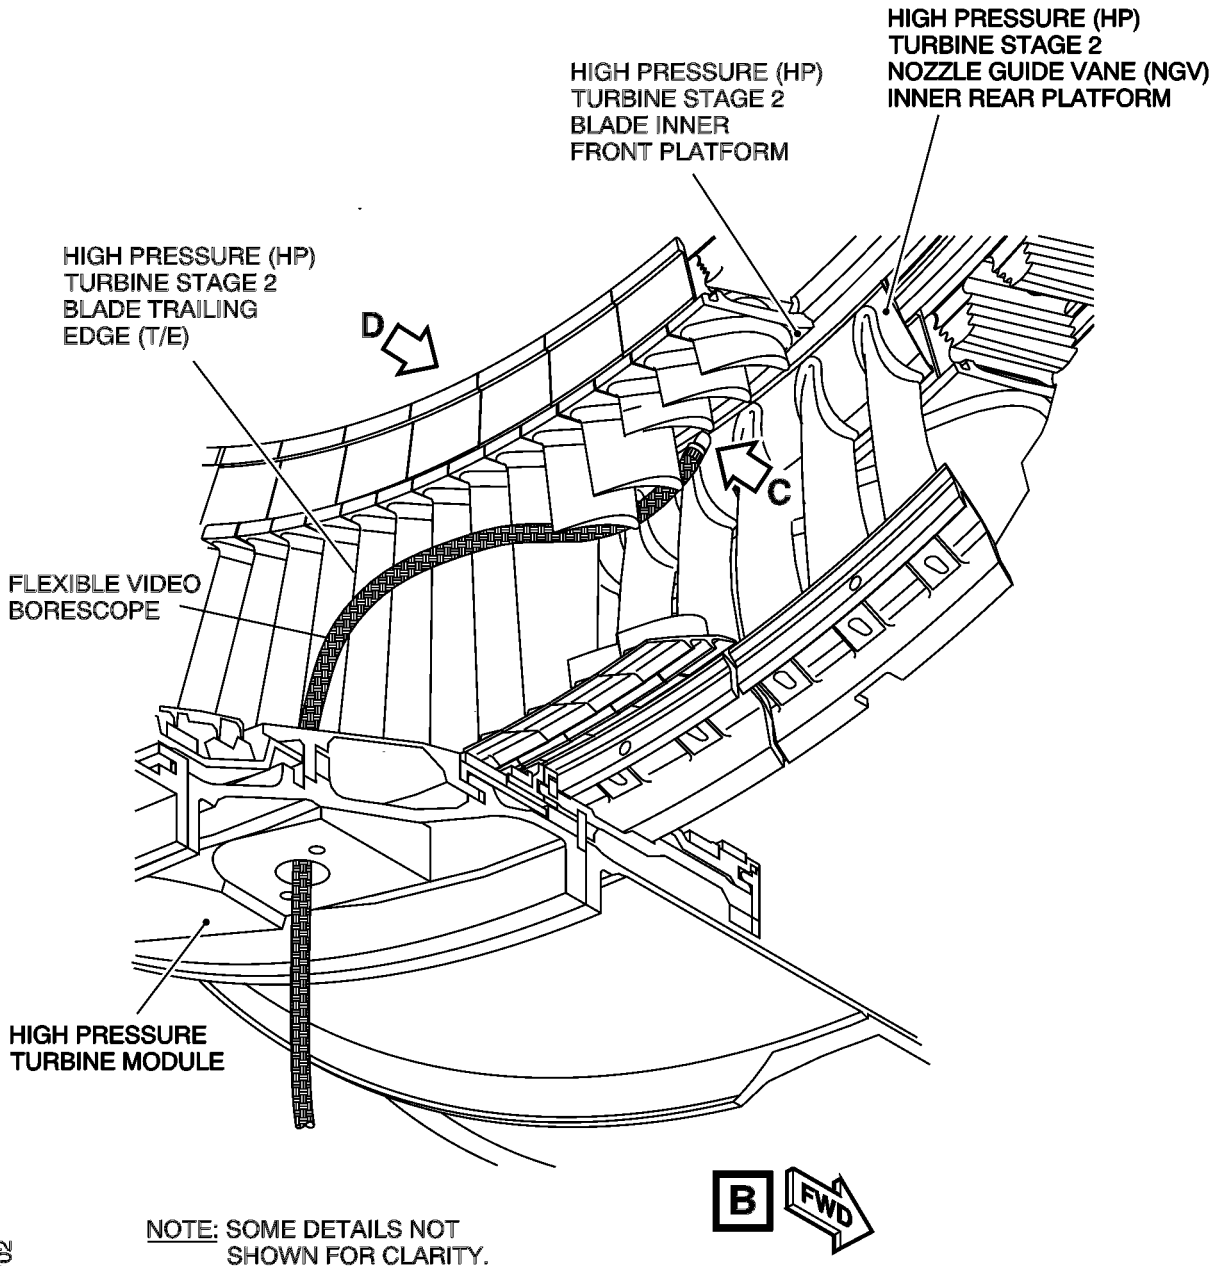 HIGH PRESSURE (HP)
TURBINE STAGE 2
NOZZLE GUIDE VANE (NGV)
INNER REAR PLATFORM
HIGH PRESSURE (HP)
TURBINE STAGE 2
BLADE INNER
FRONT PLATFORM
HIGH PRESSURE (HP)
TURBINE STAGE 2
BLADE TRAILING
EDGE (T/E)
D
C
FLEXIBLE VIDEO
BORESCOPE
HIGH PRESSURE
TURBINE MODULE
B
FWD
NOTE: SOME DETAILS NOT
SHOWN FOR CLARITY.